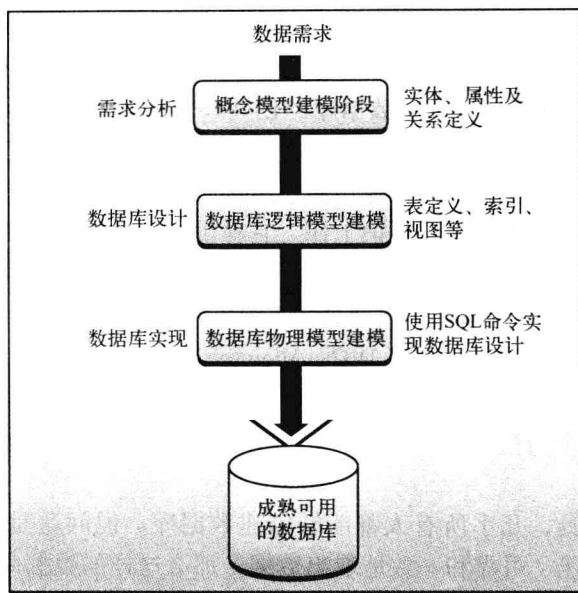 数据需求
需求分析
概念模型建模阶段
实体、属性及
关系定义
数据库设计
数据库逻辑模型建模
表定义、索引、
视图等
数据库实现
数据库物理模型建模
使用SQL命令实
现数据库设计
成熟可用
的数据库